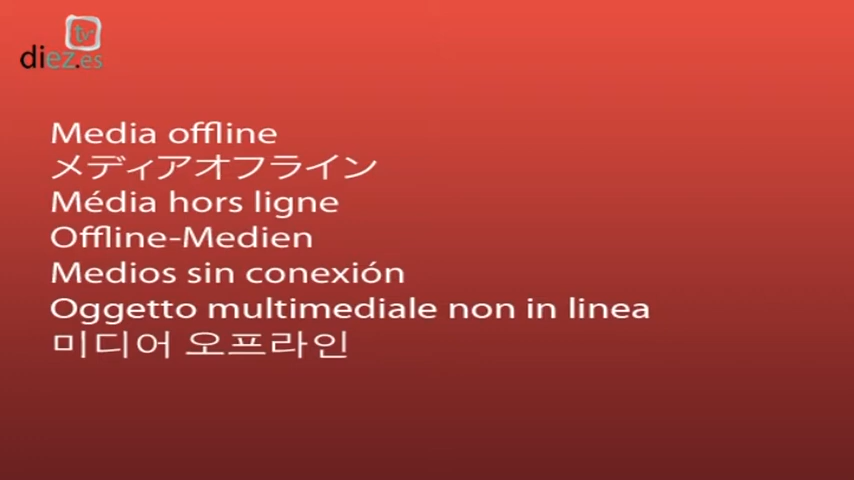 tv
diez.es
Media offline
メディアオフライン
Média hors ligne
Offline-Medien
Medios sin conexión
Oggetto multimediale non in linea
미디어 오프라인